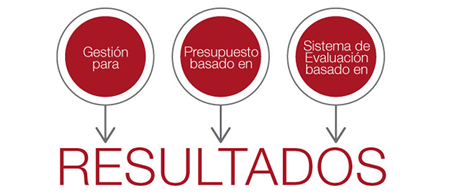 Gestión
para
Presupuesto
basado en
Sistema de
Evaluación
basado en
RESULTADOS